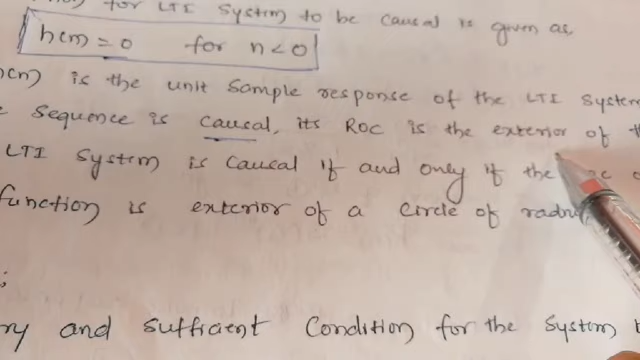 for LTI System to be causal is given as,
h(n) = 0 for n < 0
is the unit Sample response of the LTI System
Sequence is causal, its ROC is the exterior of
LTI System is causal if and only if the
function is exterior of a circle of radiu
;
ry and sufficient Condition for the System